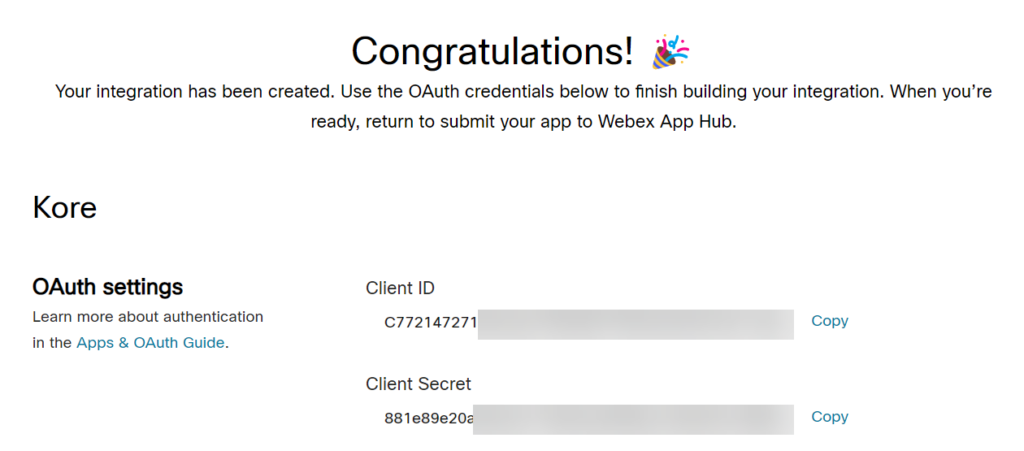 Congratulations! 🎉
Your integration has been created. Use the OAuth credentials below to finish building your integration. When you’re
ready, return to submit your app to Webex App Hub.
Kore
OAuth settings
Learn more about authentication
in the Apps & OAuth Guide.
Client ID
C772147271
Copy
Client Secret
881e89e20a
Copy